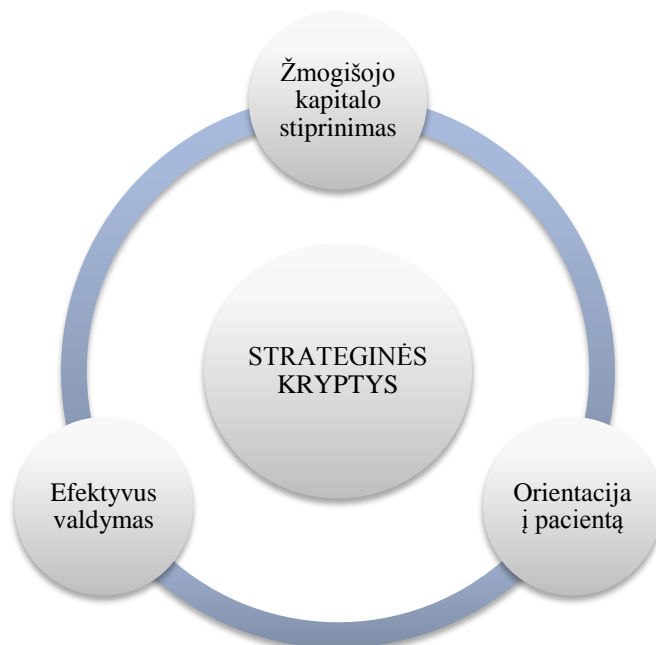 Žmogišojo
kapitalo
stiprinimas
STRATEGINĖS
KRYPTYS
Efektyvus
valdymas
Orientacija
į pacientą